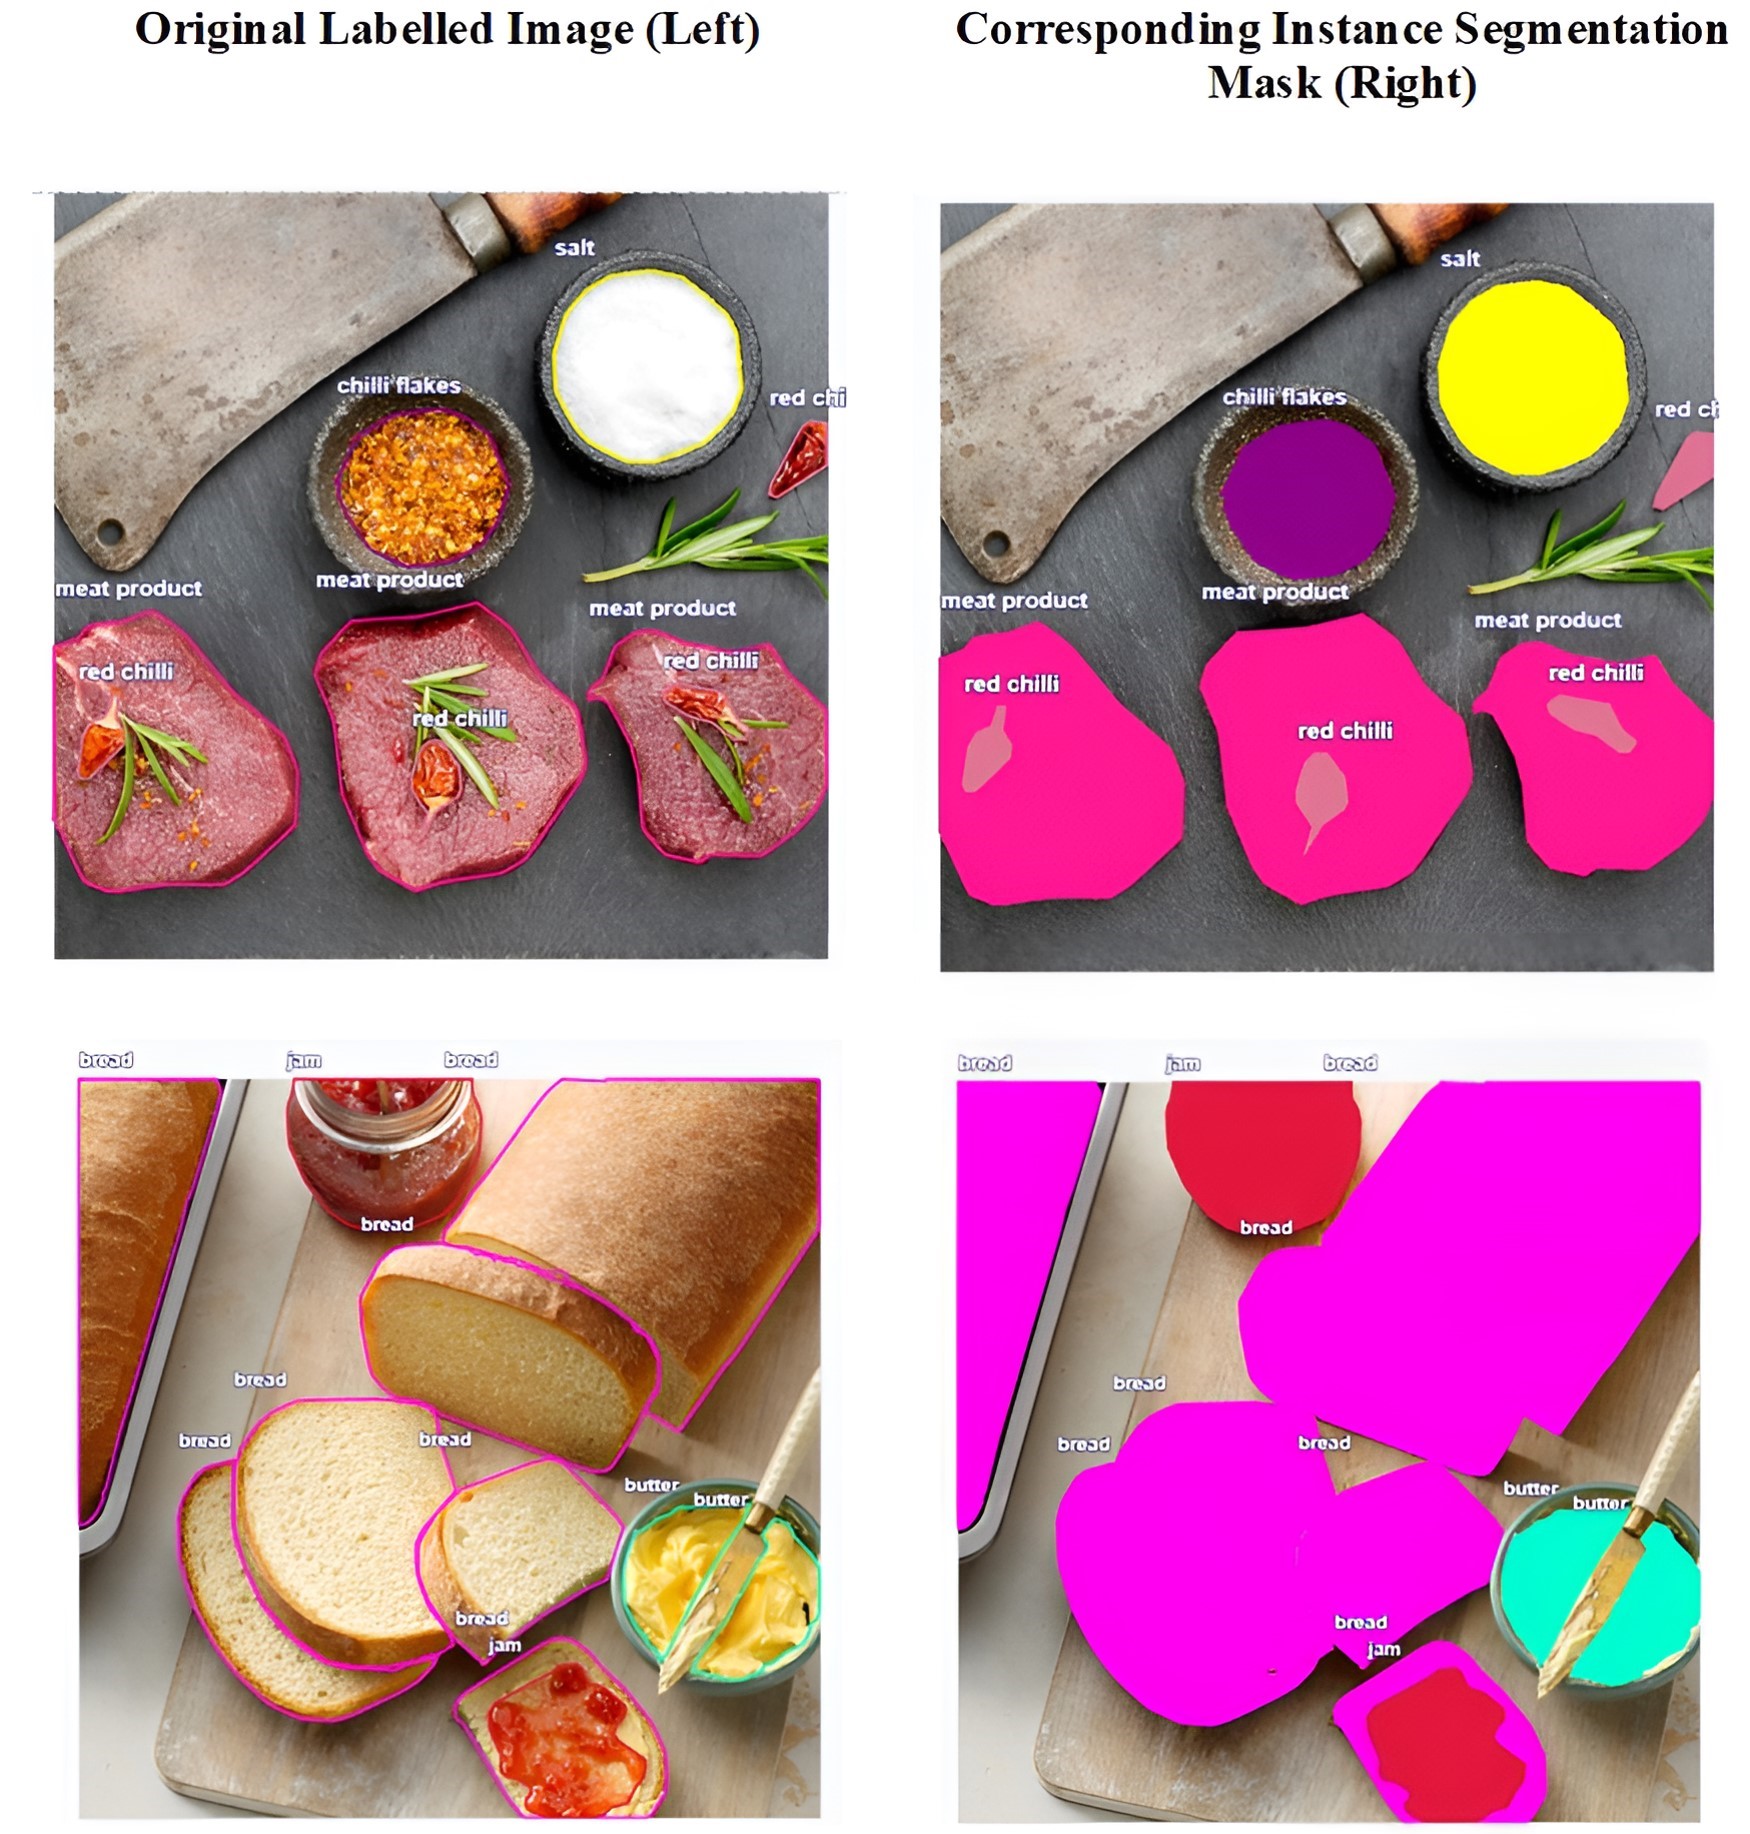 Original Labelled Image (Left)
Corresponding Instance Segmentation
Mask (Right)
salt
chilli flakes
red chi
meat product
meat product
meat product
red chilli
red chilli
red chilli
salt
chilli flakes
red ch
meat product
meat product
meat product
red chilli
red chilli
red chilli
bread
jam
bread
bread
bread
bread
bread
butter
butter
bread
jam
bread
jam
bread
bread
bread
bread
bread
butter
butter
bread
jam